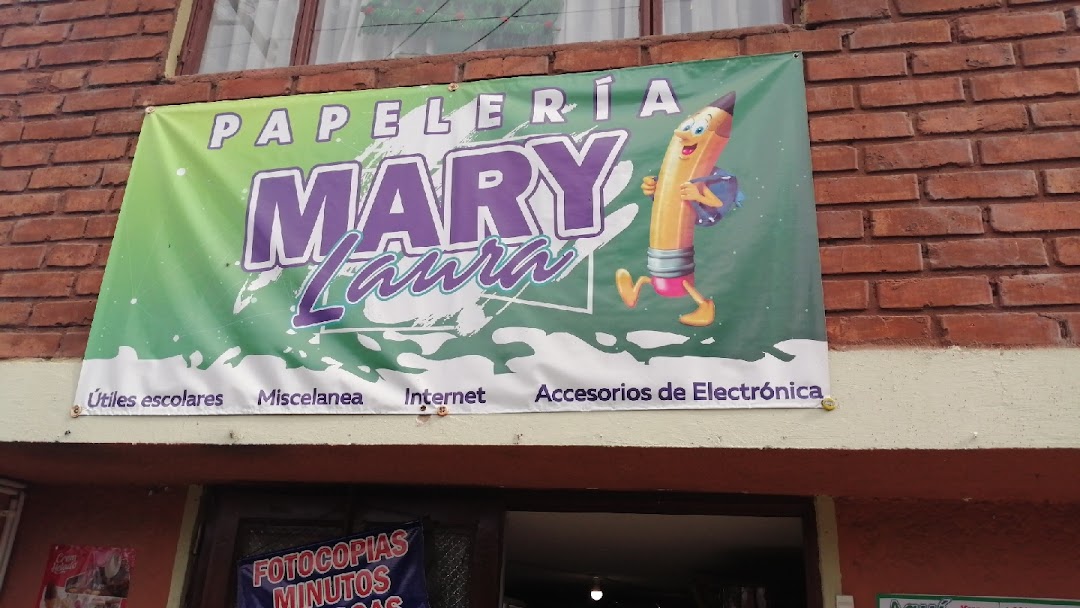 PAPELERÍA
MARY
Laura
Útiles escolares Miscelanea Internet Accesorios de Electrónica
FOTOCOPIAS
MINUTOS